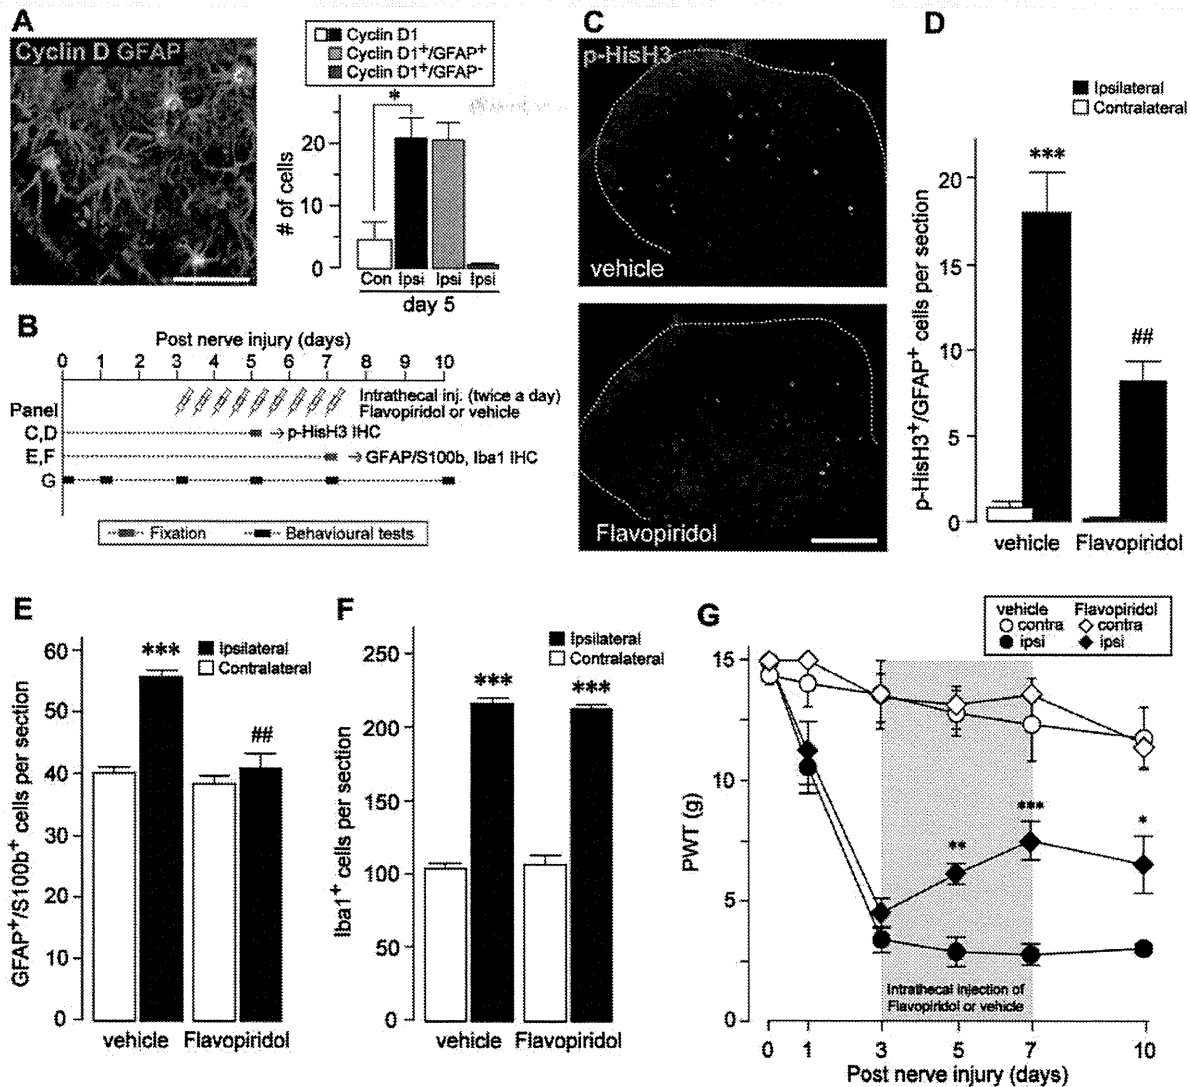 A
Cyclin D GFAP
Cyclin D1
Cyclin D1+/GFAP+
Cyclin D1+/GFAP-
*
# of cells
20
10
0
Con Ipsi Ipsi Ipsi
day 5
B
Post nerve injury (days)
0 1 2 3 4 5 6 7 8 9 10
Intrathecal inj. (twice a day)
Flavopiridol or vehicle
Panel
C,D
p-HisH3 IHC
E,F
GFAP/S100b, Iba1 IHC
G
Fixation
Behavioural tests
C
p-HisH3
vehicle
Flavopiridol
D
Ipsilateral
Contralateral
p-HisH3+/GFAP+ cells per section
20
15
10
5
0
***
##
vehicle Flavopiridol
E
Ipsilateral
Contralateral
GFAP+/S100b+ cells per section
60
50
40
30
20
10
0
***
##
vehicle Flavopiridol
F
Ipsilateral
Contralateral
Iba1+ cells per section
250
200
150
100
50
0
***
***
vehicle Flavopiridol
G
vehicle Flavopiridol
contra contra
ipsi ipsi
PWT (g)
15
10
5
0
**
***
*
Intrathecal injection of
Flavopiridol or vehicle
0 1 3 5 7 10
Post nerve injury (days)